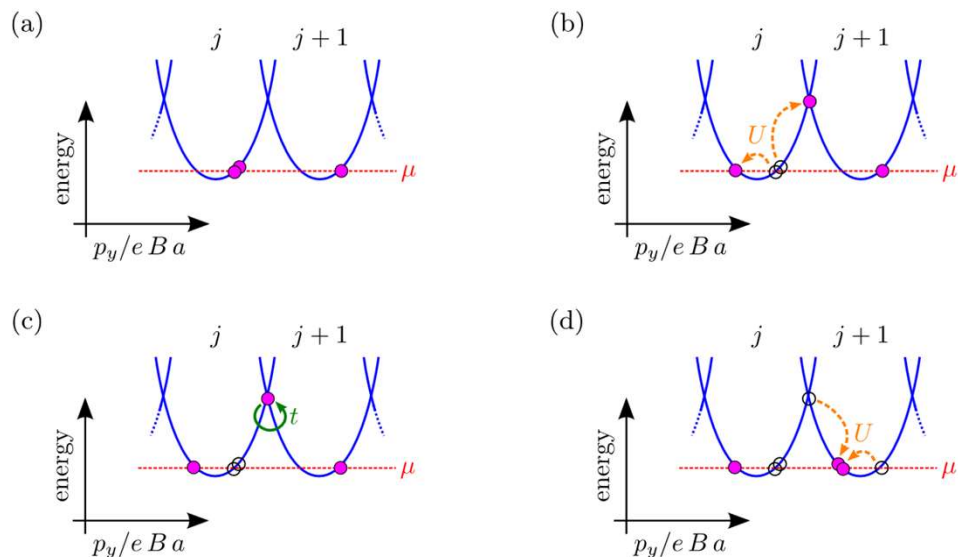 (a)
j
j + 1
energy
μ
p_y/e B a
(b)
j
j + 1
U
energy
μ
p_y/e B a
(c)
j
j + 1
t
energy
μ
p_y/e B a
(d)
j
j + 1
U
energy
μ
p_y/e B a